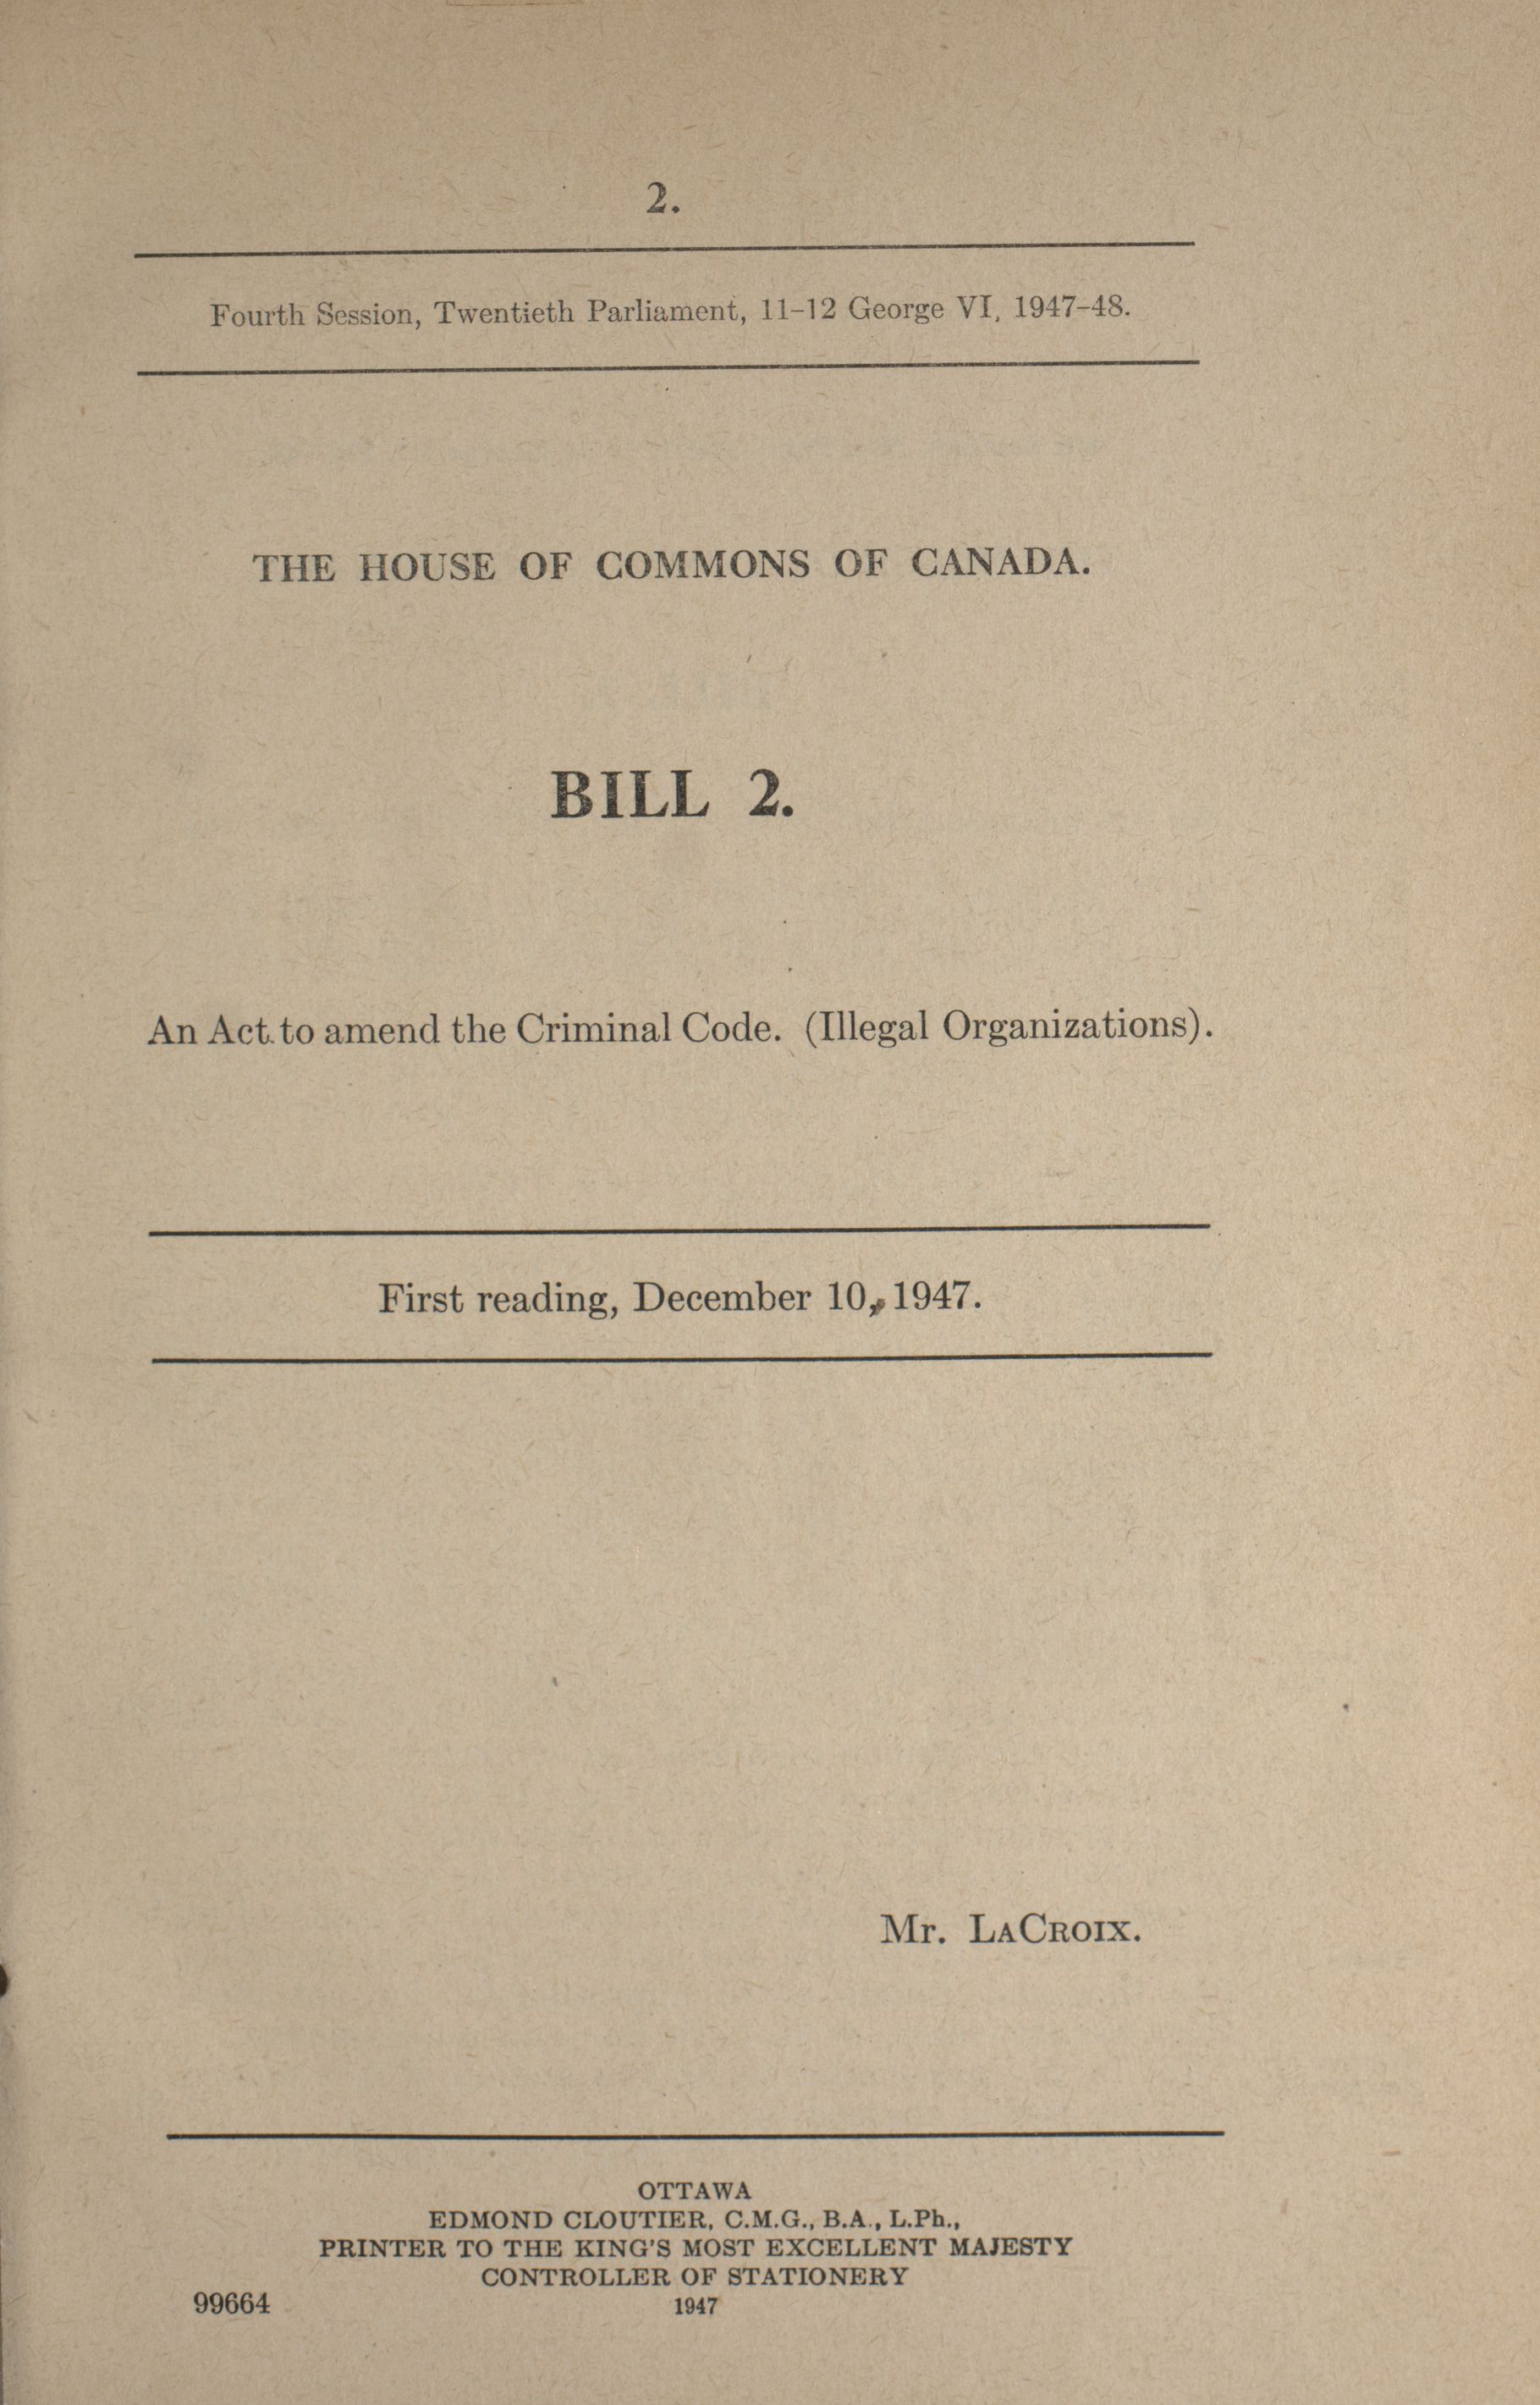 2.
Fourth Session, Twentieth Parliament, 11–12 George VI, 1947–48.
THE HOUSE OF COMMONS OF CANADA.
BILL 2.
An Act to amend the Criminal Code. (Illegal Organizations).
First reading, December 10, 1947.
Mr. LaCroix.
OTTAWA
EDMOND CLOUTIER, C.M.G., B.A., L.Ph.,
PRINTER TO THE KING'S MOST EXCELLENT MAJESTY
CONTROLLER OF STATIONERY
99664 1947